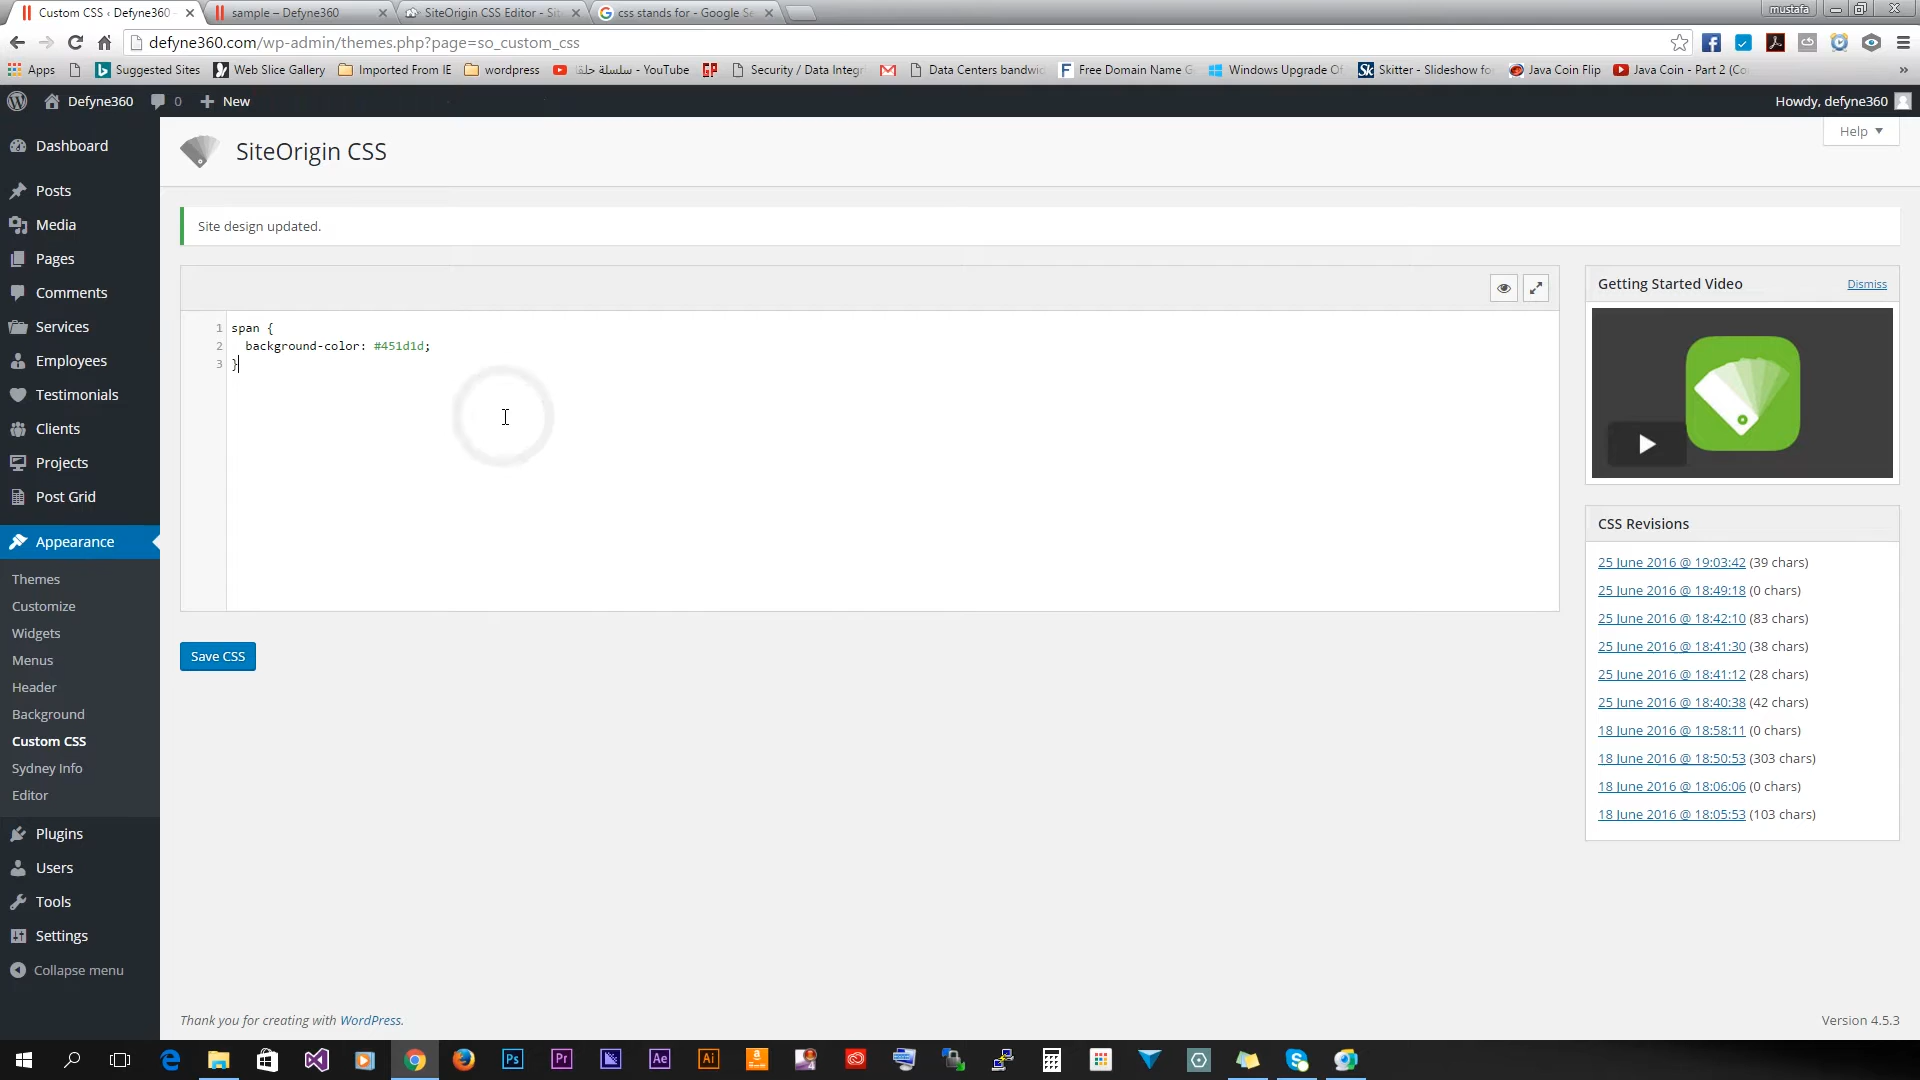 Custom CSS ‹ Defyne360
sample – Defyne360
SiteOrigin CSS Editor - Sit
css stands for - Google Se
mustafa
defyne360.com/wp-admin/themes.php?page=so_custom_css
Apps
Suggested Sites
Web Slice Gallery
Imported From IE
wordpress
سلسلة حلقا - YouTube
Security / Data Integri
Data Centers bandwi
Free Domain Name G
Windows Upgrade Of
Skitter - Slideshow fo
Java Coin Flip
Java Coin - Part 2 (Co
»
Defyne360
0
New
Howdy, defyne360
Dashboard
Posts
Media
Pages
Comments
Services
Employees
Testimonials
Clients
Projects
Post Grid
Appearance
Themes
Customize
Widgets
Menus
Header
Background
Custom CSS
Sydney Info
Editor
Plugins
Users
Tools
Settings
Collapse menu
SiteOrigin CSS
Help
Site design updated.
1 span {
2 background-color: #451d1d;
3 }
Save CSS
Getting Started Video
Dismiss
CSS Revisions
25 June 2016 @ 19:03:42 (39 chars)
25 June 2016 @ 18:49:18 (0 chars)
25 June 2016 @ 18:42:10 (83 chars)
25 June 2016 @ 18:41:30 (38 chars)
25 June 2016 @ 18:41:12 (28 chars)
25 June 2016 @ 18:40:38 (42 chars)
18 June 2016 @ 18:58:11 (0 chars)
18 June 2016 @ 18:50:53 (303 chars)
18 June 2016 @ 18:06:06 (0 chars)
18 June 2016 @ 18:05:53 (103 chars)
Thank you for creating with WordPress.
Version 4.5.3
Ps
Pr
Ae
Ai